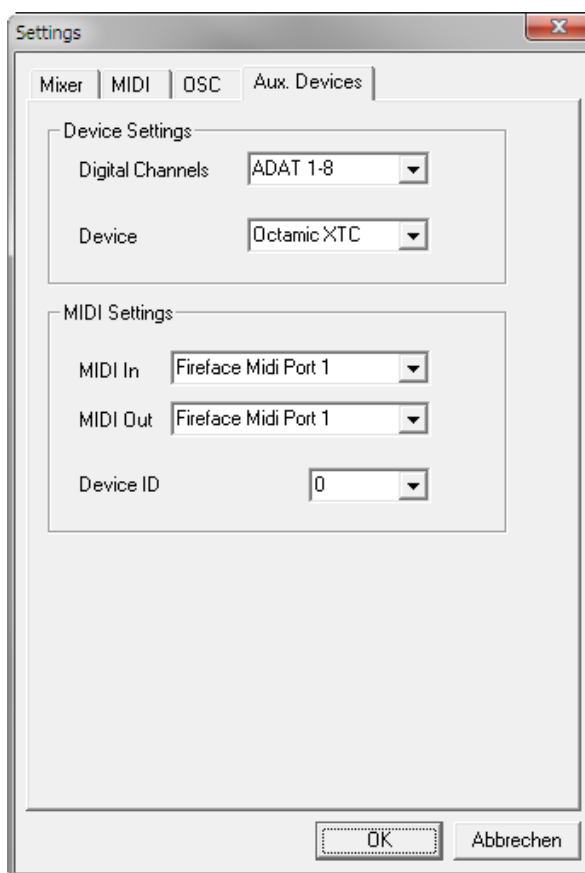 Settings
Mixer MIDI OSC Aux. Devices
Device Settings
Digital Channels ADAT 1-8
Device Octamic XTC
MIDI Settings
MIDI In Fireface Midi Port 1
MIDI Out Fireface Midi Port 1
Device ID 0
OK Abbrechen